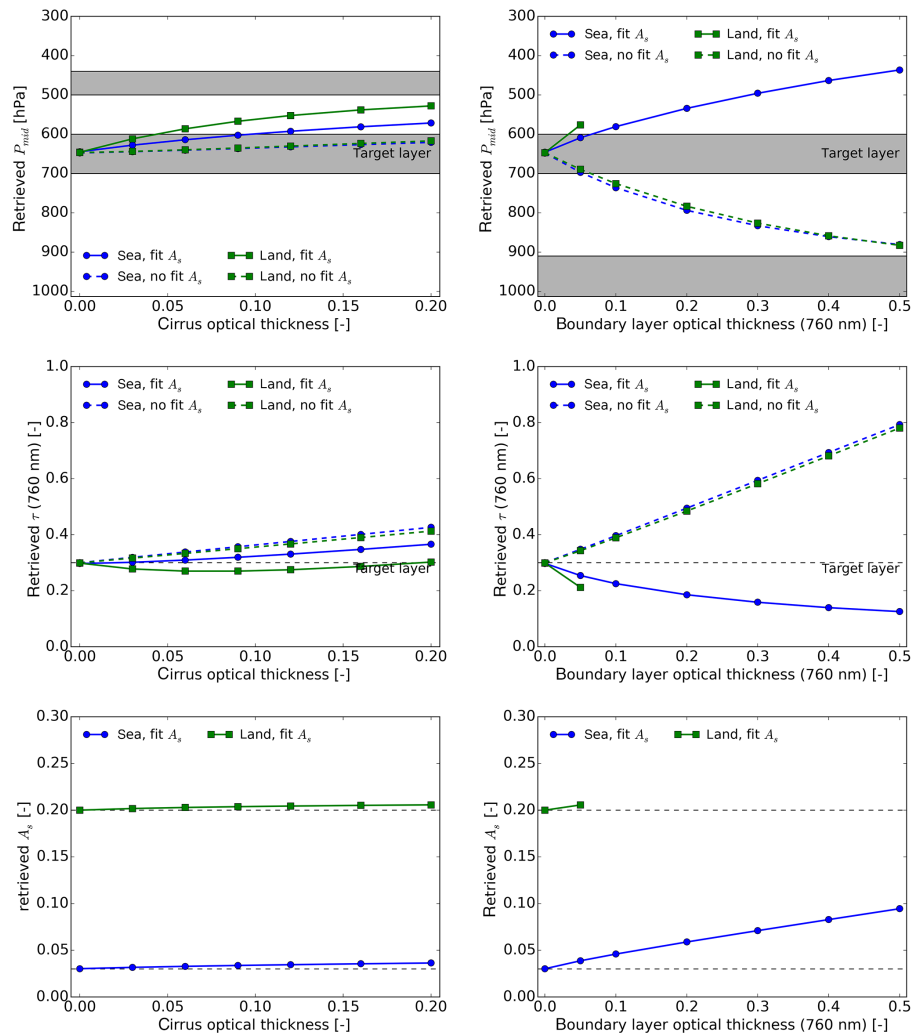 300
400
500
600
700
800
900
1000
Retrieved P_mid [hPa]
Target layer
Sea, fit A_s
Sea, no fit A_s
Land, fit A_s
Land, no fit A_s
0.00 0.05 0.10 0.15 0.20
Cirrus optical thickness [-]
300
400
500
600
700
800
900
1000
Retrieved P_mid [hPa]
Sea, fit A_s
Sea, no fit A_s
Land, fit A_s
Land, no fit A_s
Target layer
0.0 0.1 0.2 0.3 0.4 0.5
Boundary layer optical thickness (760 nm) [-]
1.0
0.8
0.6
0.4
0.2
0.0
Retrieved τ (760 nm) [-]
Sea, fit A_s
Sea, no fit A_s
Land, fit A_s
Land, no fit A_s
Target layer
0.00 0.05 0.10 0.15 0.20
Cirrus optical thickness [-]
1.0
0.8
0.6
0.4
0.2
0.0
Retrieved τ (760 nm) [-]
Sea, fit A_s
Sea, no fit A_s
Land, fit A_s
Land, no fit A_s
Target layer
0.0 0.1 0.2 0.3 0.4 0.5
Boundary layer optical thickness (760 nm) [-]
0.30
0.25
0.20
0.15
0.10
0.05
0.00
retrieved A_s [-]
Sea, fit A_s
Land, fit A_s
0.00 0.05 0.10 0.15 0.20
Cirrus optical thickness [-]
0.30
0.25
0.20
0.15
0.10
0.05
0.00
Retrieved A_s [-]
Sea, fit A_s
Land, fit A_s
0.0 0.1 0.2 0.3 0.4 0.5
Boundary layer optical thickness (760 nm) [-]